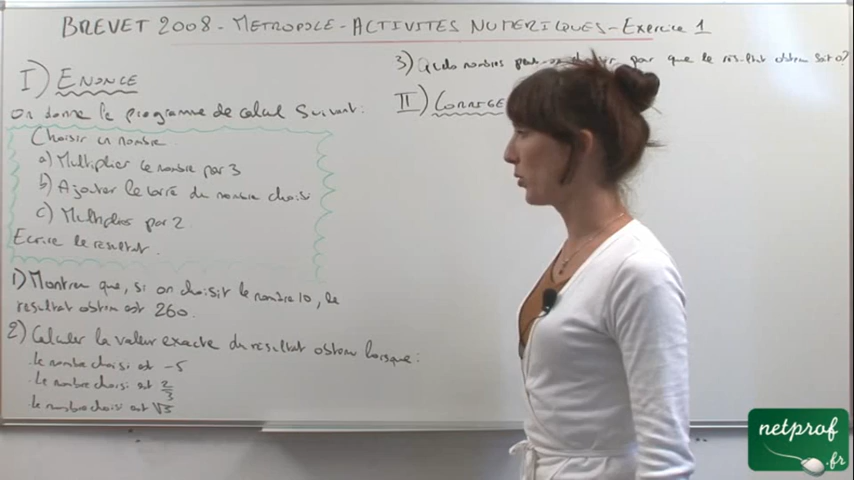 BREVET 2008 - METROPOLE - ACTIVITES NUMERIQUES - Exercice 1
I) ENONCE
On donne le programme de calcul suivant :
Choisir un nombre
a) Multiplier ce nombre par 3
b) Ajouter le carré du nombre choisi
c) Multiplier par 2
Ecrire le résultat.
1) Montrer que, si on choisit le nombre 10, le
résultat obtenu est 260.
2) Calculer la valeur exacte du résultat obtenu lorsque :
. le nombre choisi est -5
. le nombre choisi est 2/3
. le nombre choisi est √5
3) Quels nombres peut-on choisir pour que le résultat obtenu soit 0?
II) CORRIGE
netprof
.fr